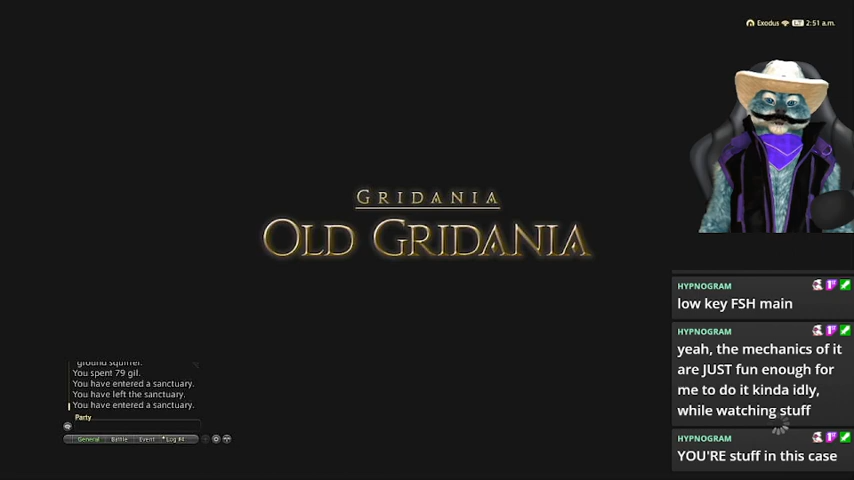 Exodus LT 2:51 a.m.
GRIDANIA
OLD GRIDANIA
HYPNOGRAM
low key FSH main
HYPNOGRAM
yeah, the mechanics of it
are JUST fun enough for
me to do it kinda idly,
while watching stuff
HYPNOGRAM
YOU'RE stuff in this case
ground squirrel.
You spent 79 gil.
You have entered a sanctuary.
You have left the sanctuary.
You have entered a sanctuary.
Party
General Battle Event Log #4